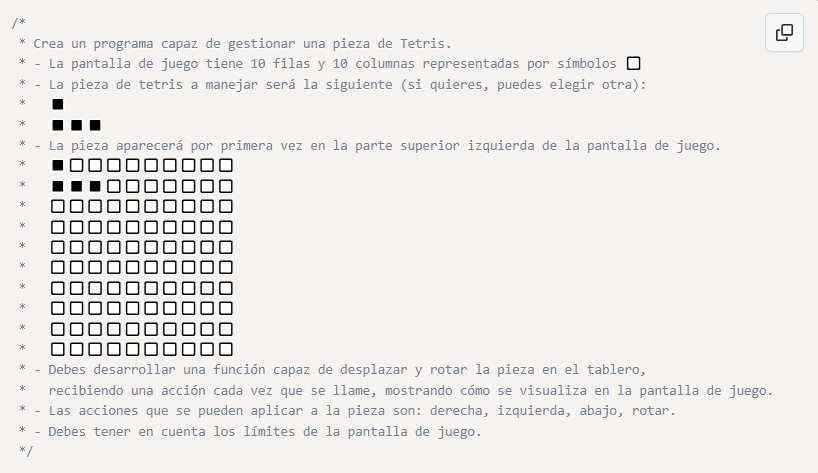 /*
 * Crea un programa capaz de gestionar una pieza de Tetris.
 * - La pantalla de juego tiene 10 filas y 10 columnas representadas por símbolos 🔲
 * - La pieza de tetris a manejar será la siguiente (si quieres, puedes elegir otra):
 *   🔳
 *   🔳🔳🔳
 * - La pieza aparecerá por primera vez en la parte superior izquierda de la pantalla de juego.
 *   🔳🔲🔲🔲🔲🔲🔲🔲🔲🔲
 *   🔳🔳🔳🔲🔲🔲🔲🔲🔲🔲
 *   🔲🔲🔲🔲🔲🔲🔲🔲🔲🔲
 *   🔲🔲🔲🔲🔲🔲🔲🔲🔲🔲
 *   🔲🔲🔲🔲🔲🔲🔲🔲🔲🔲
 *   🔲🔲🔲🔲🔲🔲🔲🔲🔲🔲
 *   🔲🔲🔲🔲🔲🔲🔲🔲🔲🔲
 *   🔲🔲🔲🔲🔲🔲🔲🔲🔲🔲
 *   🔲🔲🔲🔲🔲🔲🔲🔲🔲🔲
 *   🔲🔲🔲🔲🔲🔲🔲🔲🔲🔲
 * - Debes desarrollar una función capaz de desplazar y rotar la pieza en el tablero,
 *   recibiendo una acción cada vez que se llame, mostrando cómo se visualiza en la pantalla de juego.
 * - Las acciones que se pueden aplicar a la pieza son: derecha, izquierda, abajo, rotar.
 * - Debes tener en cuenta los límites de la pantalla de juego.
 */